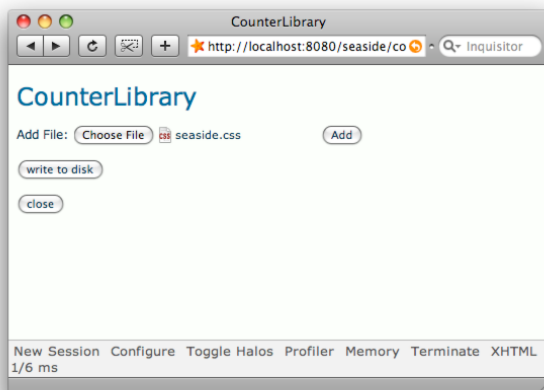 CounterLibrary
http://localhost:8080/seaside/co Inquisitor
CounterLibrary
Add File: Choose File css seaside.css Add
write to disk
close
New Session Configure Toggle Halos Profiler Memory Terminate XHTML
1/6 ms